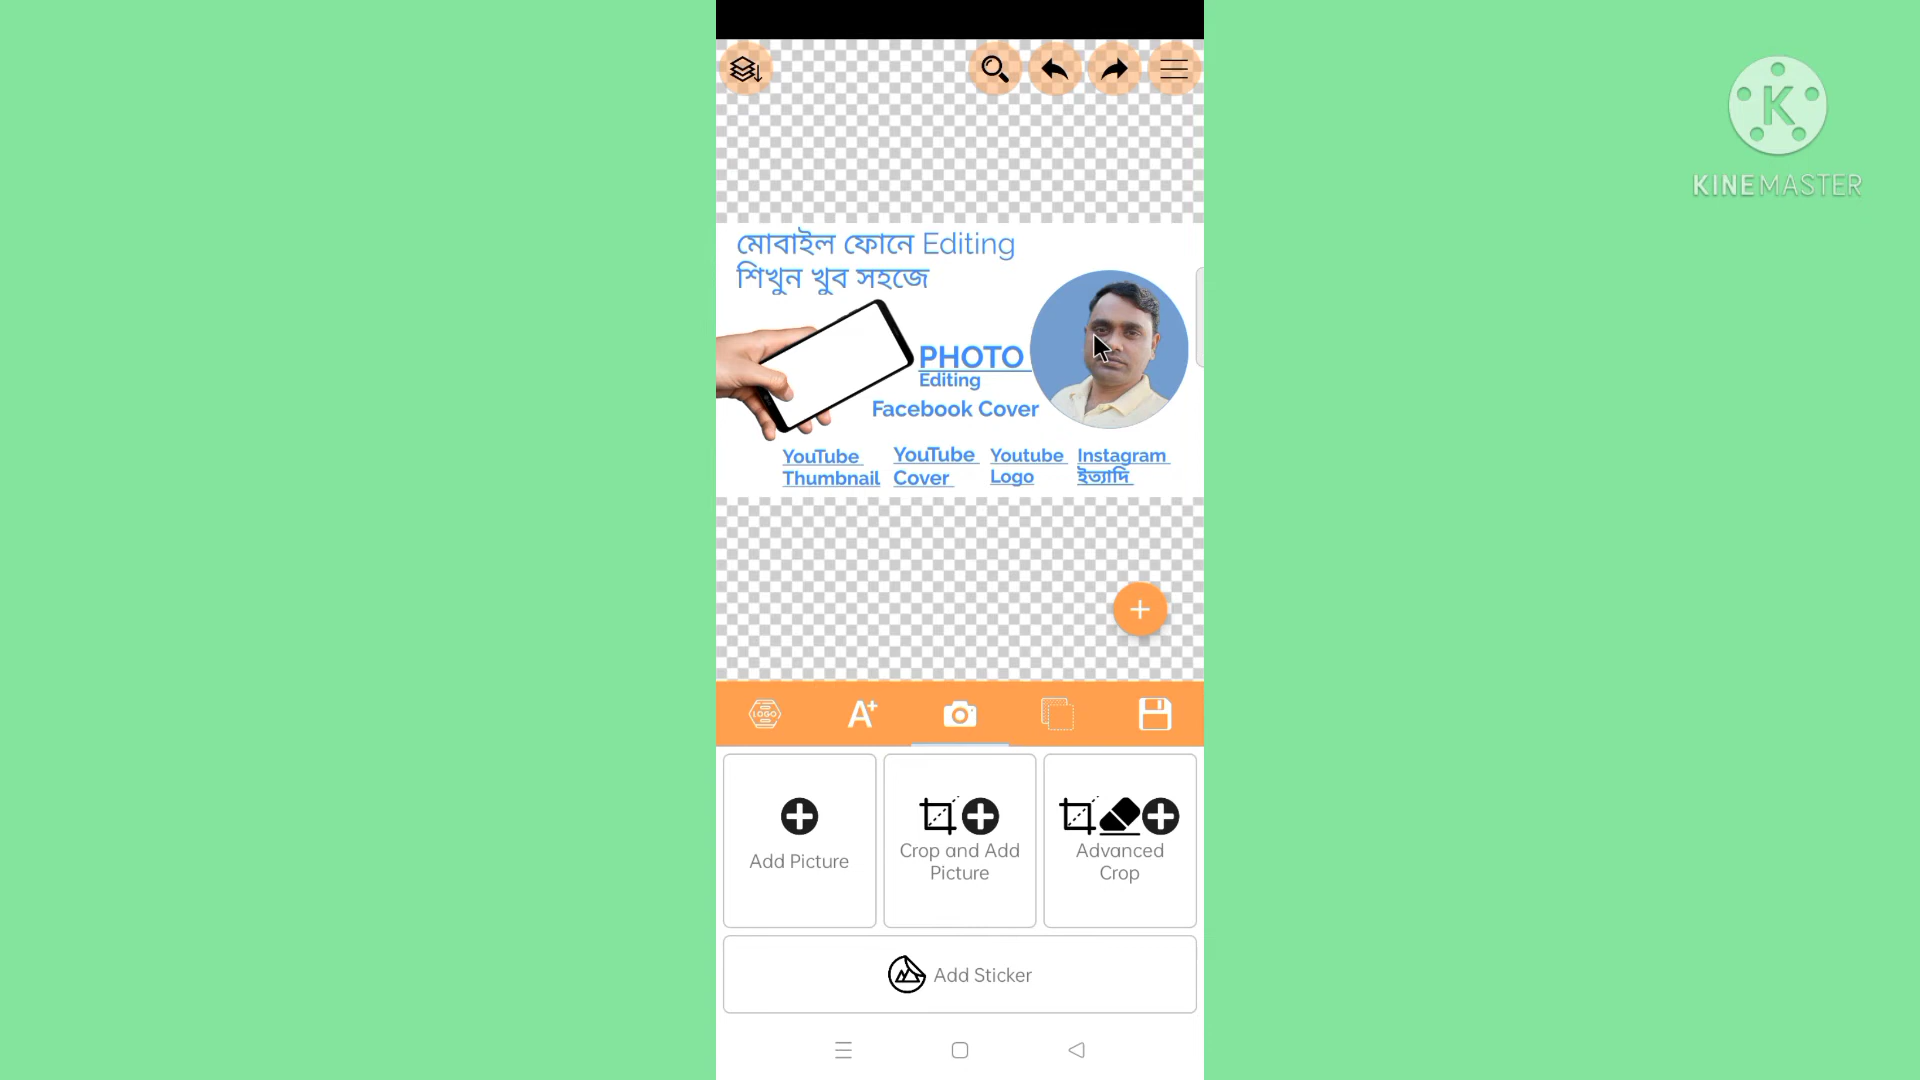 K
KINEMASTER
মোবাইল ফোনে Editing
শিখুন খুব সহজে
PHOTO
Editing
Facebook Cover
YouTube
Thumbnail
YouTube
Cover
Youtube
Logo
Instagram
ইত্যাদি
LOGO
A+
Add Picture
Crop and Add
Picture
Advanced
Crop
Add Sticker